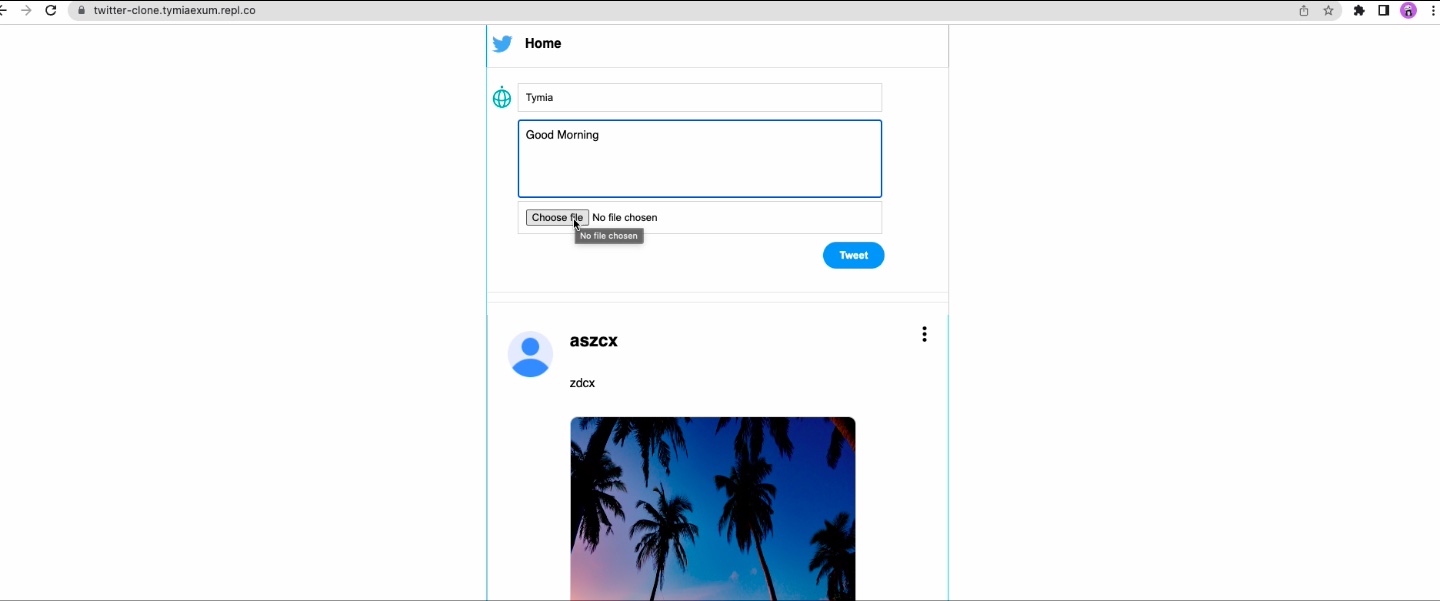 twitter-clone.tymiaexum.repl.co
Home
Tymia
Good Morning
Choose file No file chosen
No file chosen
Tweet
aszcx
zdcx